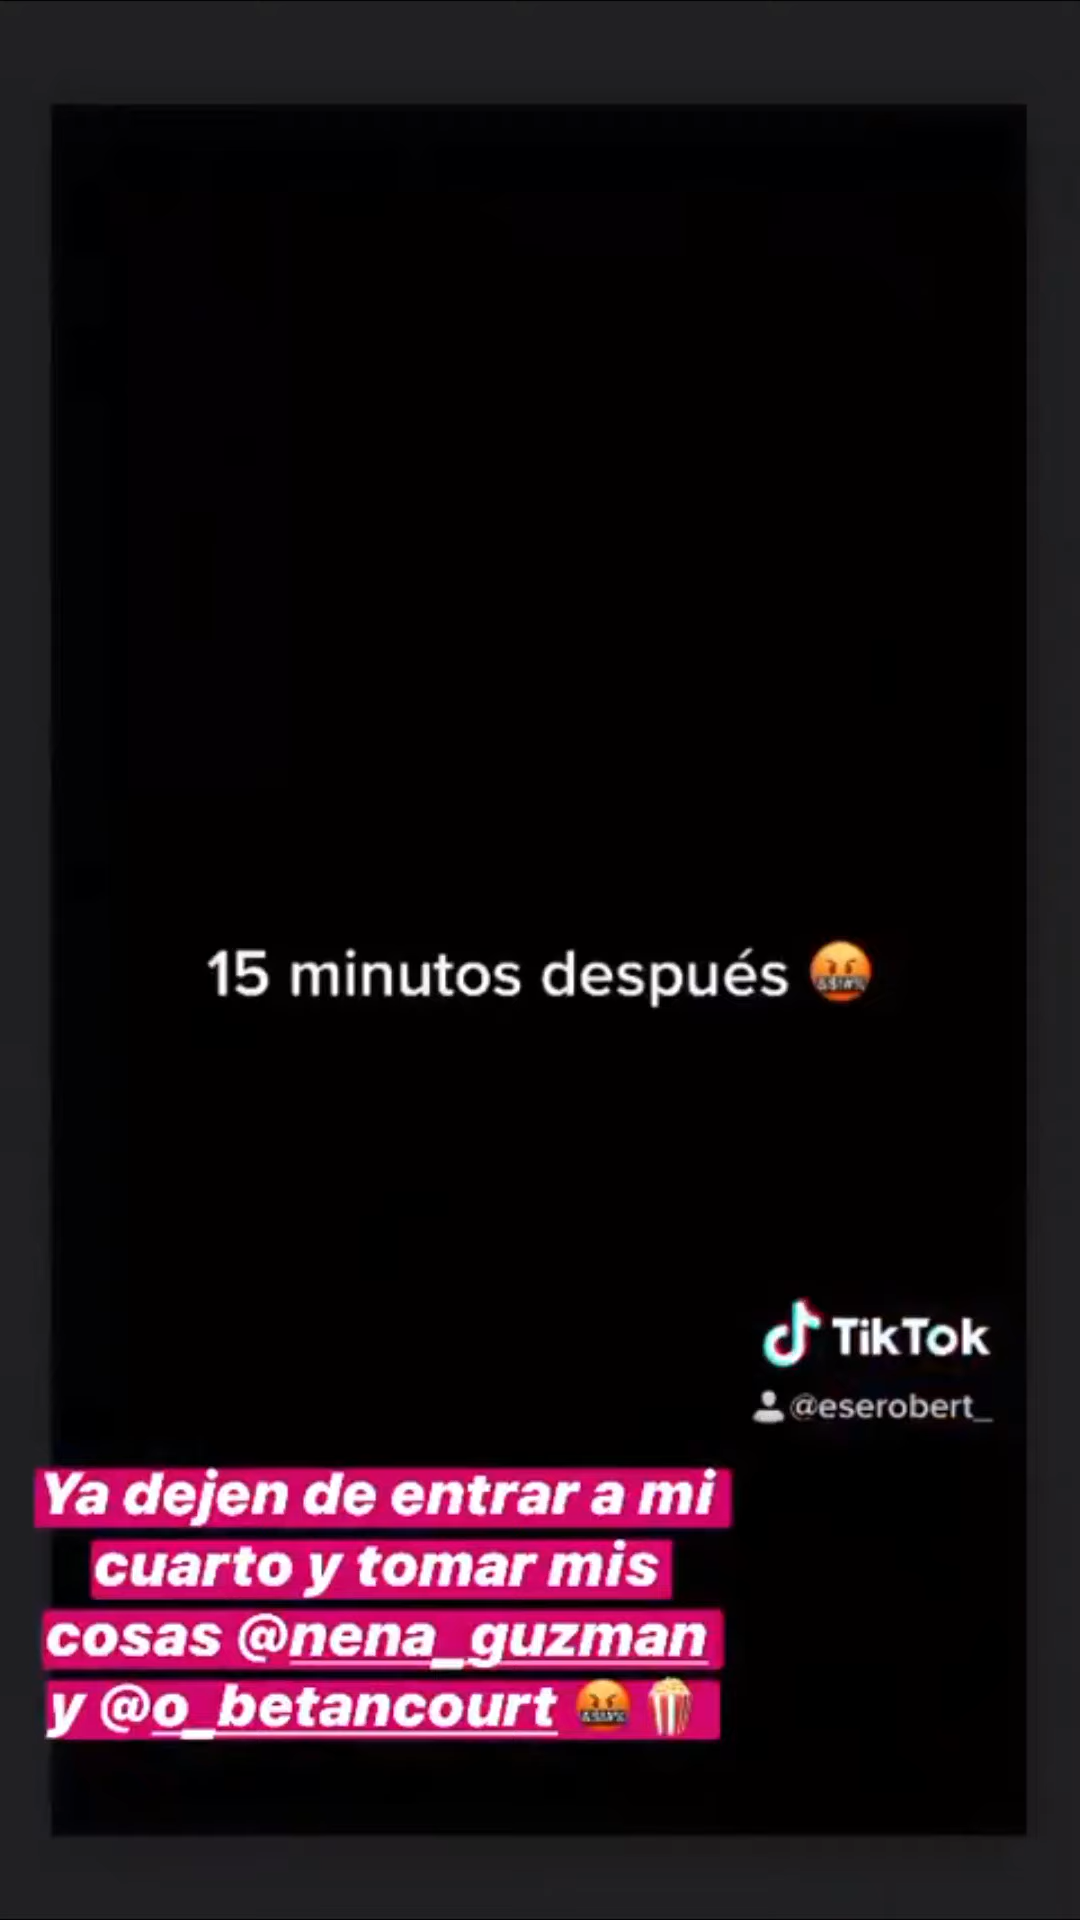 15 minutos después 🤬
TikTok
@eserobert_
Ya dejen de entrar a mi
cuarto y tomar mis
cosas @nena_guzman
y @o_betancourt 🤬 🍿